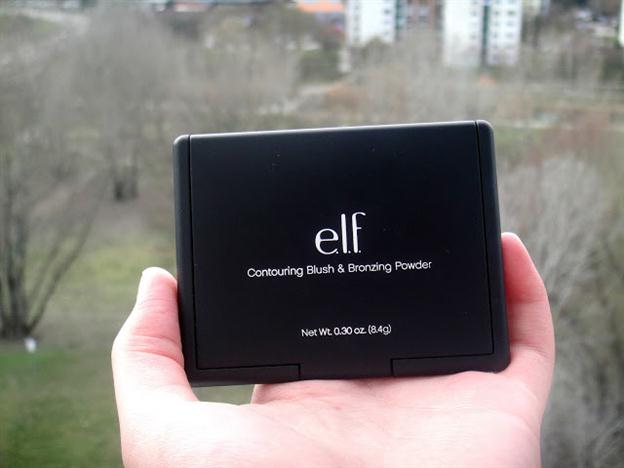 e.l.f.
Contouring Blush & Bronzing Powder
Net Wt. 0.30 oz. (8.4g)